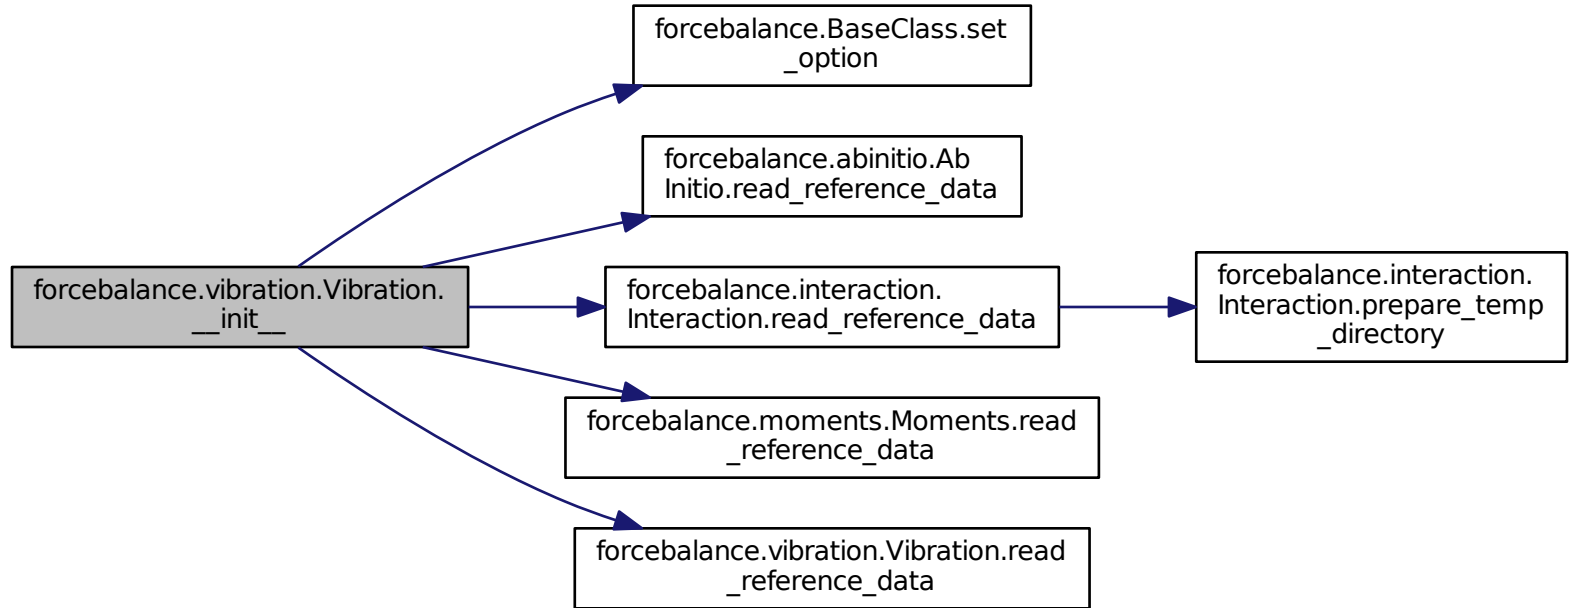 forcebalance.BaseClass.set
_option
forcebalance.abinitio.Ab
Initio.read_reference_data
forcebalance.vibration.Vibration.
__init__
forcebalance.interaction.
Interaction.read_reference_data
forcebalance.interaction.
Interaction.prepare_temp
_directory
forcebalance.moments.Moments.read
_reference_data
forcebalance.vibration.Vibration.read
_reference_data